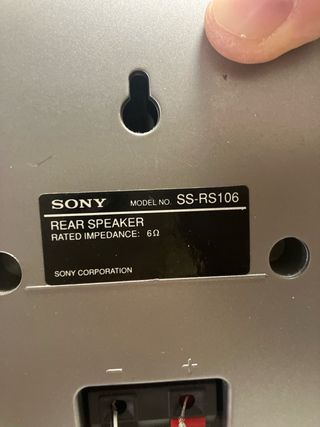 SONY MODEL NO. SS-RS106
REAR SPEAKER
RATED IMPEDANCE: 6Ω
SONY CORPORATION
− +